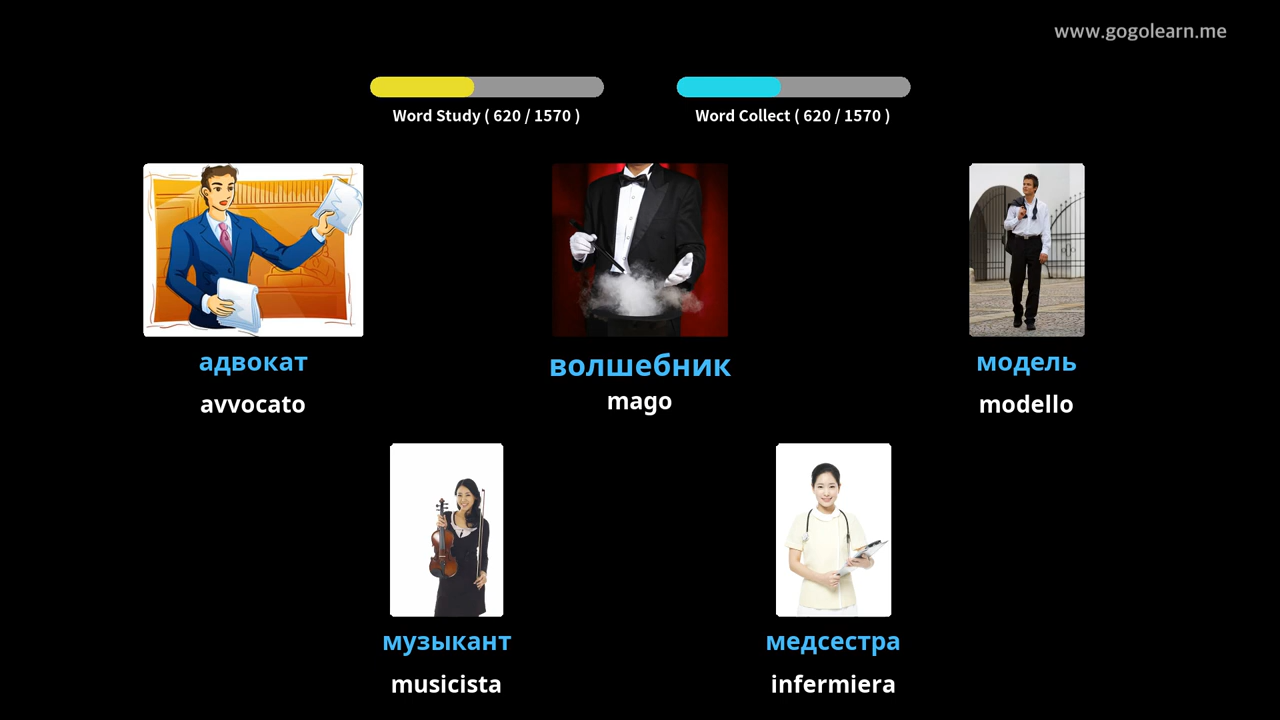 www.gogolearn.me
Word Study ( 620 / 1570 )
Word Collect ( 620 / 1570 )
адвокат
avvocato
волшебник
mago
модель
modello
музыкант
musicista
медсестра
infermiera